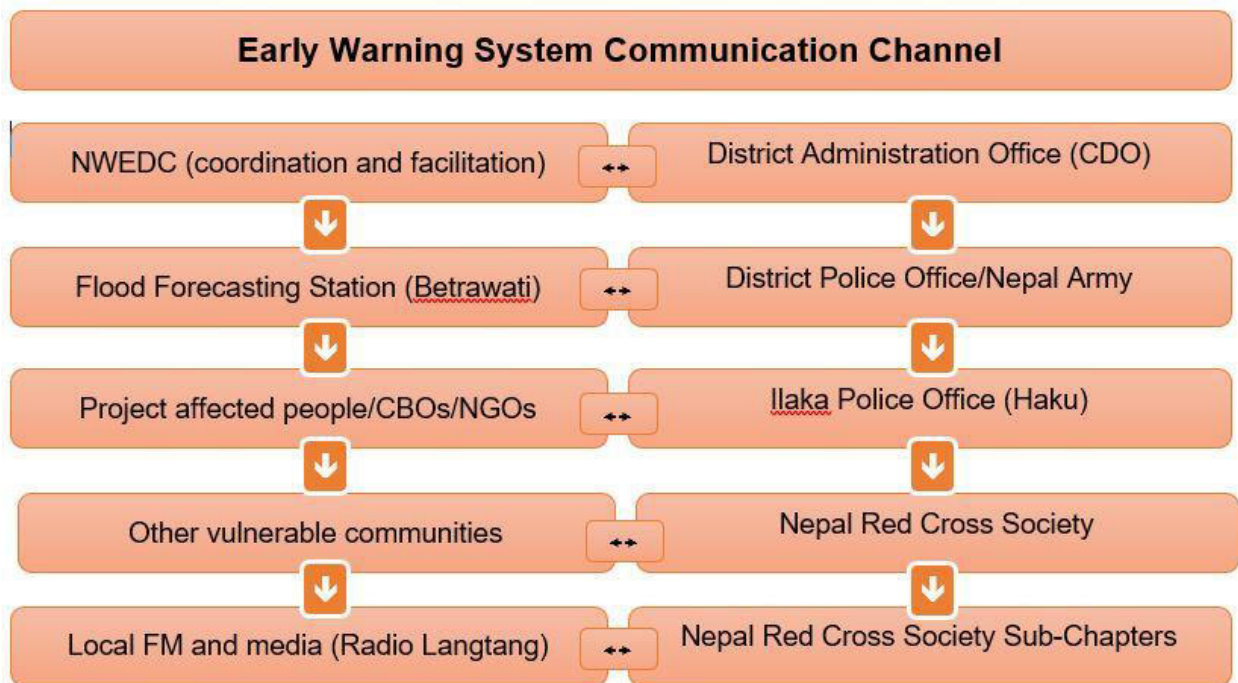 Early Warning System Communication Channel
NWEDC (coordination and facilitation)
District Administration Office (CDO)
Flood Forecasting Station (Betrawati)
District Police Office/Nepal Army
Project affected people/CBOs/NGOs
Ilaka Police Office (Haku)
Other vulnerable communities
Nepal Red Cross Society
Local FM and media (Radio Langtang)
Nepal Red Cross Society Sub-Chapters